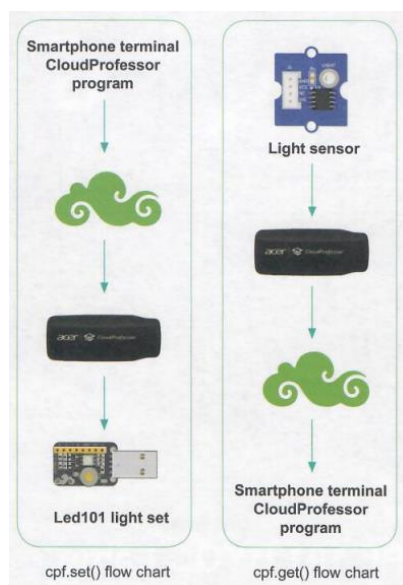 Smartphone terminal
CloudProfessor
program
acer CloudProfessor
Led101 light set
cpf.set() flow chart
LIGHT
Light sensor
acer CloudProfessor
Smartphone terminal
CloudProfessor
program
cpf.get() flow chart